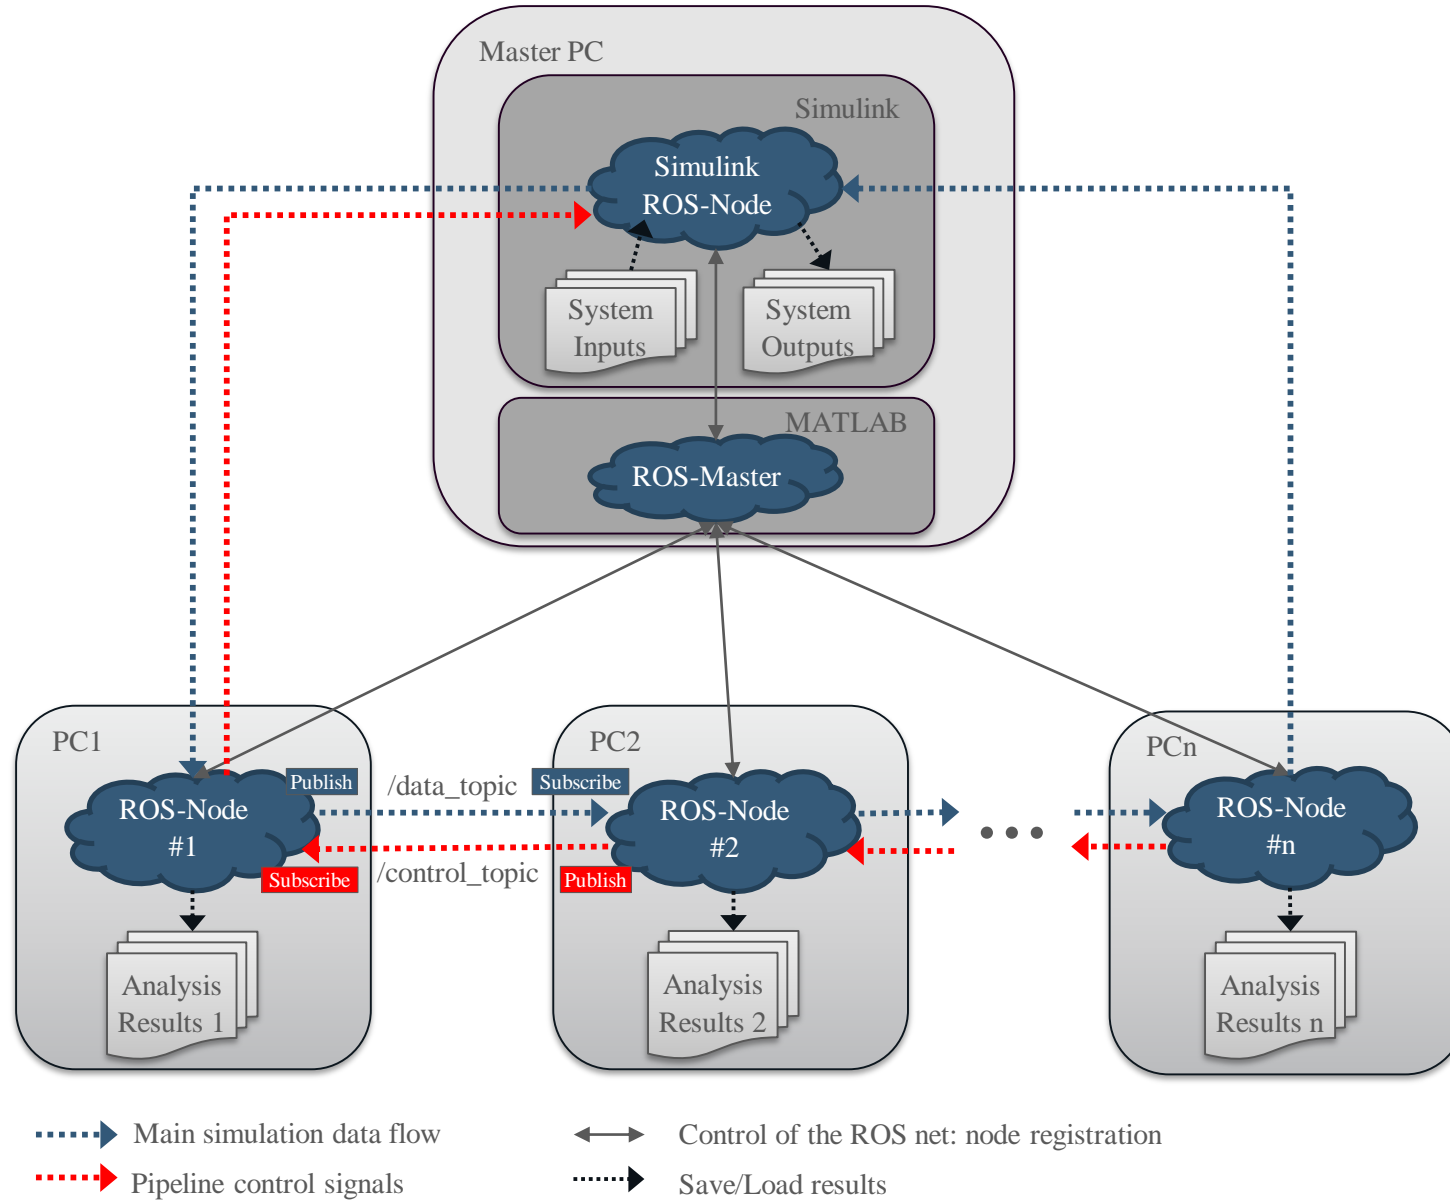 Master PC
Simulink
Simulink
ROS-Node
System
Inputs
System
Outputs
MATLAB
ROS-Master
PC1
PC2
PCn
Publish
/data_topic
Subscribe
ROS-Node
#1
ROS-Node
#2
ROS-Node
#n
Subscribe
/control_topic
Publish
Analysis
Results 1
Analysis
Results 2
Analysis
Results n
Main simulation data flow
Control of the ROS net: node registration
Pipeline control signals
Save/Load results